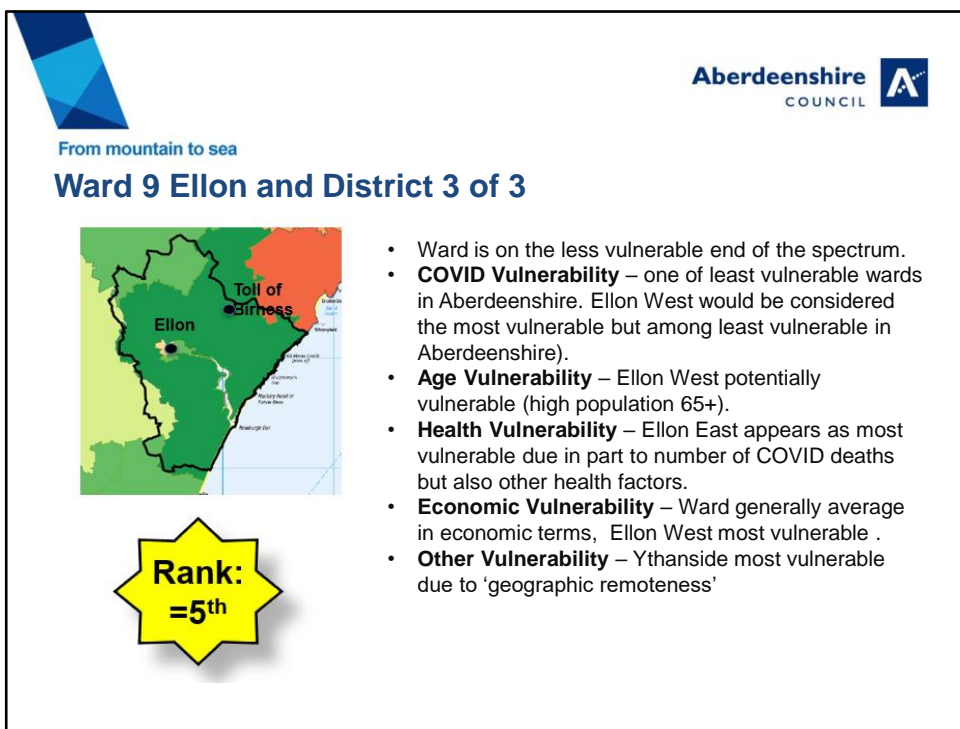 Aberdeenshire
COUNCIL
From mountain to sea
Ward 9 Ellon and District 3 of 3
Toll of
Birness
Ellon
Newburgh Bar
Rank:
=5th
• Ward is on the less vulnerable end of the spectrum.
• COVID Vulnerability – one of least vulnerable wards
in Aberdeenshire. Ellon West would be considered
the most vulnerable but among least vulnerable in
Aberdeenshire).
• Age Vulnerability – Ellon West potentially
vulnerable (high population 65+).
• Health Vulnerability – Ellon East appears as most
vulnerable due in part to number of COVID deaths
but also other health factors.
• Economic Vulnerability – Ward generally average
in economic terms, Ellon West most vulnerable .
• Other Vulnerability – Ythanside most vulnerable
due to ‘geographic remoteness’